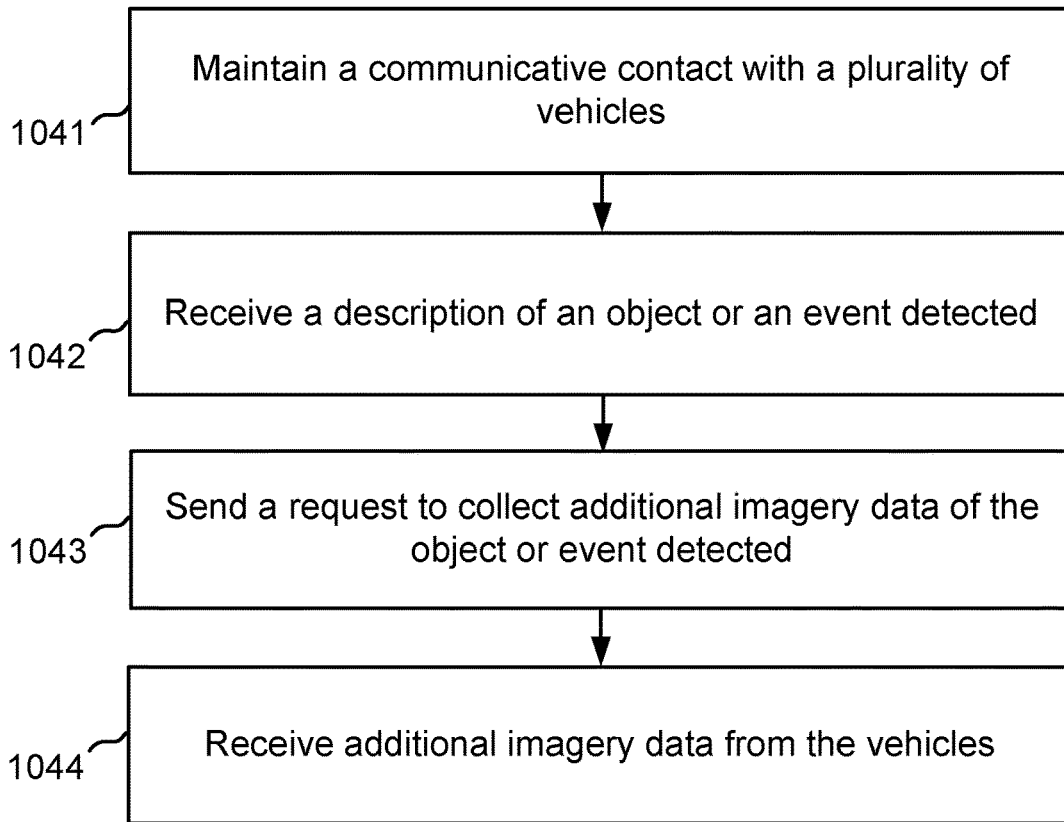 Maintain a communicative contact with a plurality of
vehicles
1041
Receive a description of an object or an event detected
1042
Send a request to collect additional imagery data of the
object or event detected
1043
Receive additional imagery data from the vehicles
1044